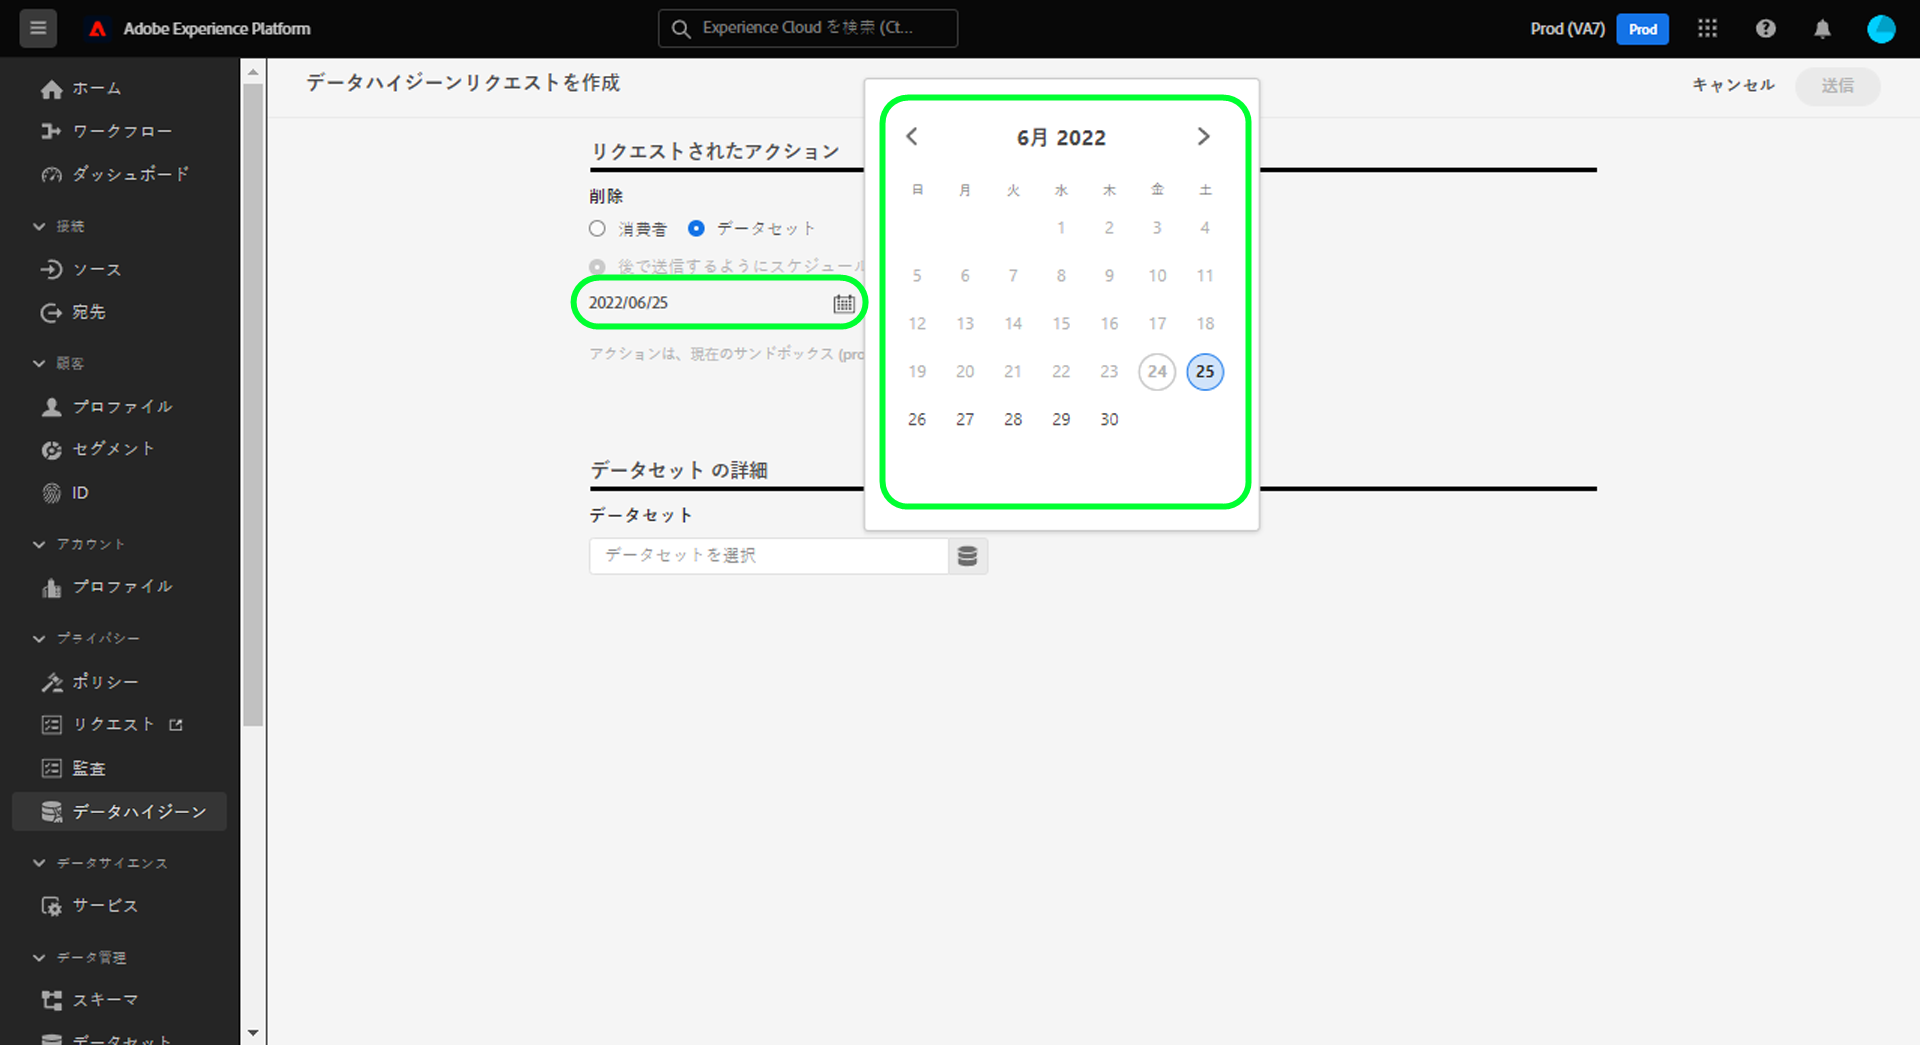 Adobe Experience Platform
Experience Cloud を検索 (Ct...
Prod (VA7)
Prod
ホーム
ワークフロー
ダッシュボード
接続
ソース
宛先
顧客
プロファイル
セグメント
ID
アカウント
プロファイル
プライバシー
ポリシー
リクエスト
監査
データハイジーン
データサイエンス
サービス
データ管理
スキーマ
データセット
データハイジーンリクエストを作成
キャンセル
送信
リクエストされたアクション
削除
消費者 データセット
後で送信するようにスケジュール
2022/06/25
アクションは、現在のサンドボックス (pro
データセット の詳細
データセット
データセットを選択
6月 2022
日 月 火 水 木 金 土
1 2 3 4
5 6 7 8 9 10 11
12 13 14 15 16 17 18
19 20 21 22 23 24 25
26 27 28 29 30